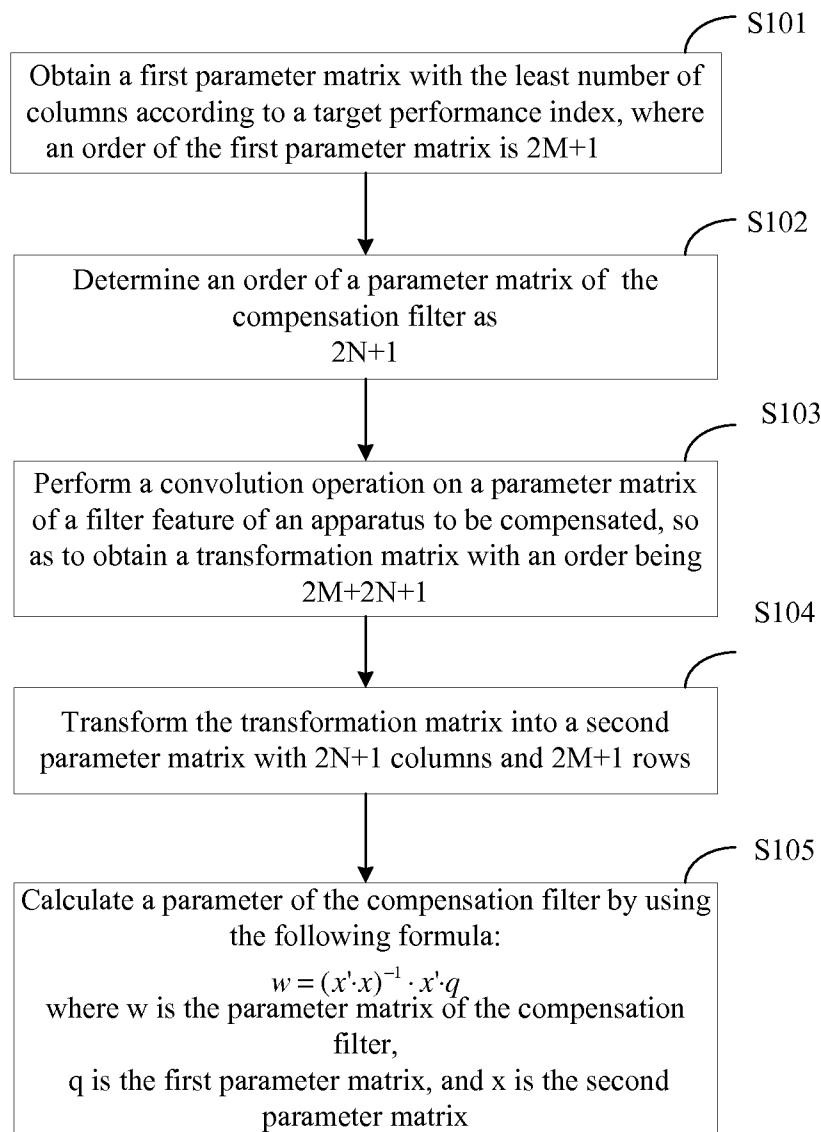 S101
Obtain a first parameter matrix with the least number of
columns according to a target performance index, where
an order of the first parameter matrix is 2M+1
S102
Determine an order of a parameter matrix of the
compensation filter as
2N+1
S103
Perform a convolution operation on a parameter matrix
of a filter feature of an apparatus to be compensated, so
as to obtain a transformation matrix with an order being
2M+2N+1
S104
Transform the transformation matrix into a second
parameter matrix with 2N+1 columns and 2M+1 rows
S105
Calculate a parameter of the compensation filter by using
the following formula:
w = (x'·x)⁻¹ · x'·q
where w is the parameter matrix of the compensation
filter,
q is the first parameter matrix, and x is the second
parameter matrix